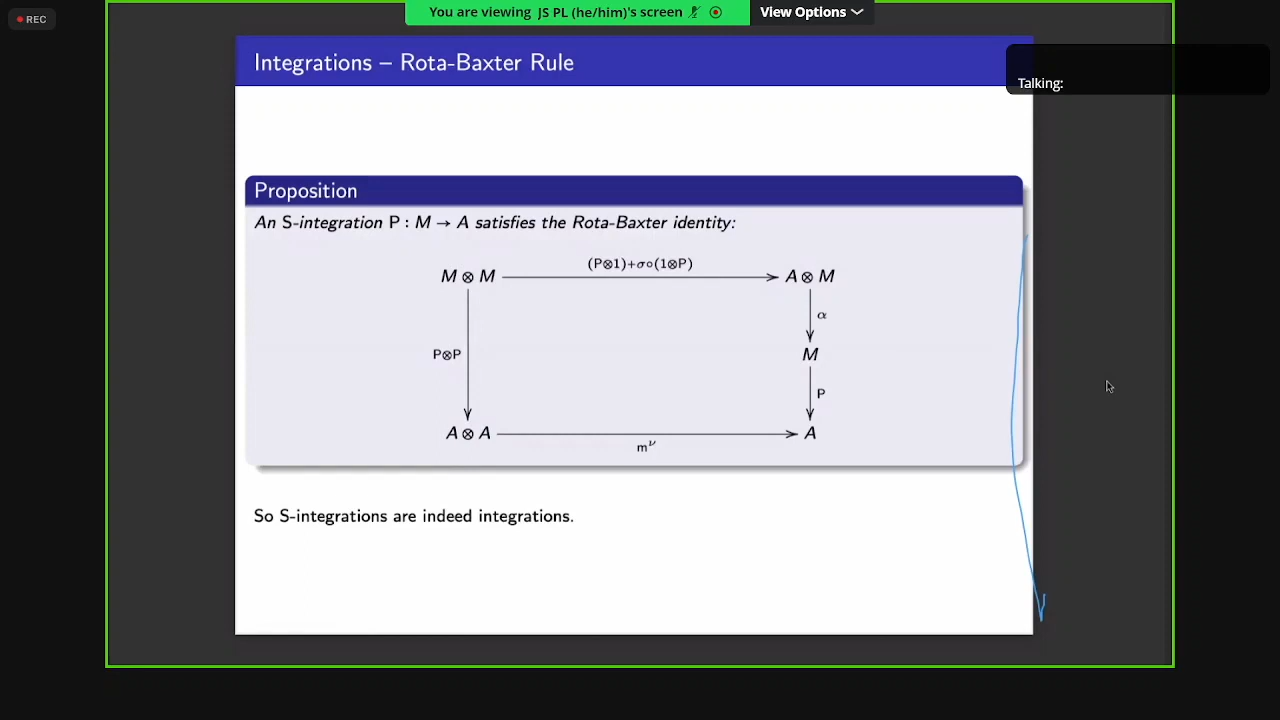 REC
You are viewing JS PL (he/him)'s screen
View Options
Integrations – Rota-Baxter Rule
Talking:
Proposition
An S-integration P : M → A satisfies the Rota-Baxter identity:
(P⊗1)+σ∘(1⊗P)
M ⊗ M
A ⊗ M
α
P⊗P
M
P
A ⊗ A
A
m^ν
So S-integrations are indeed integrations.